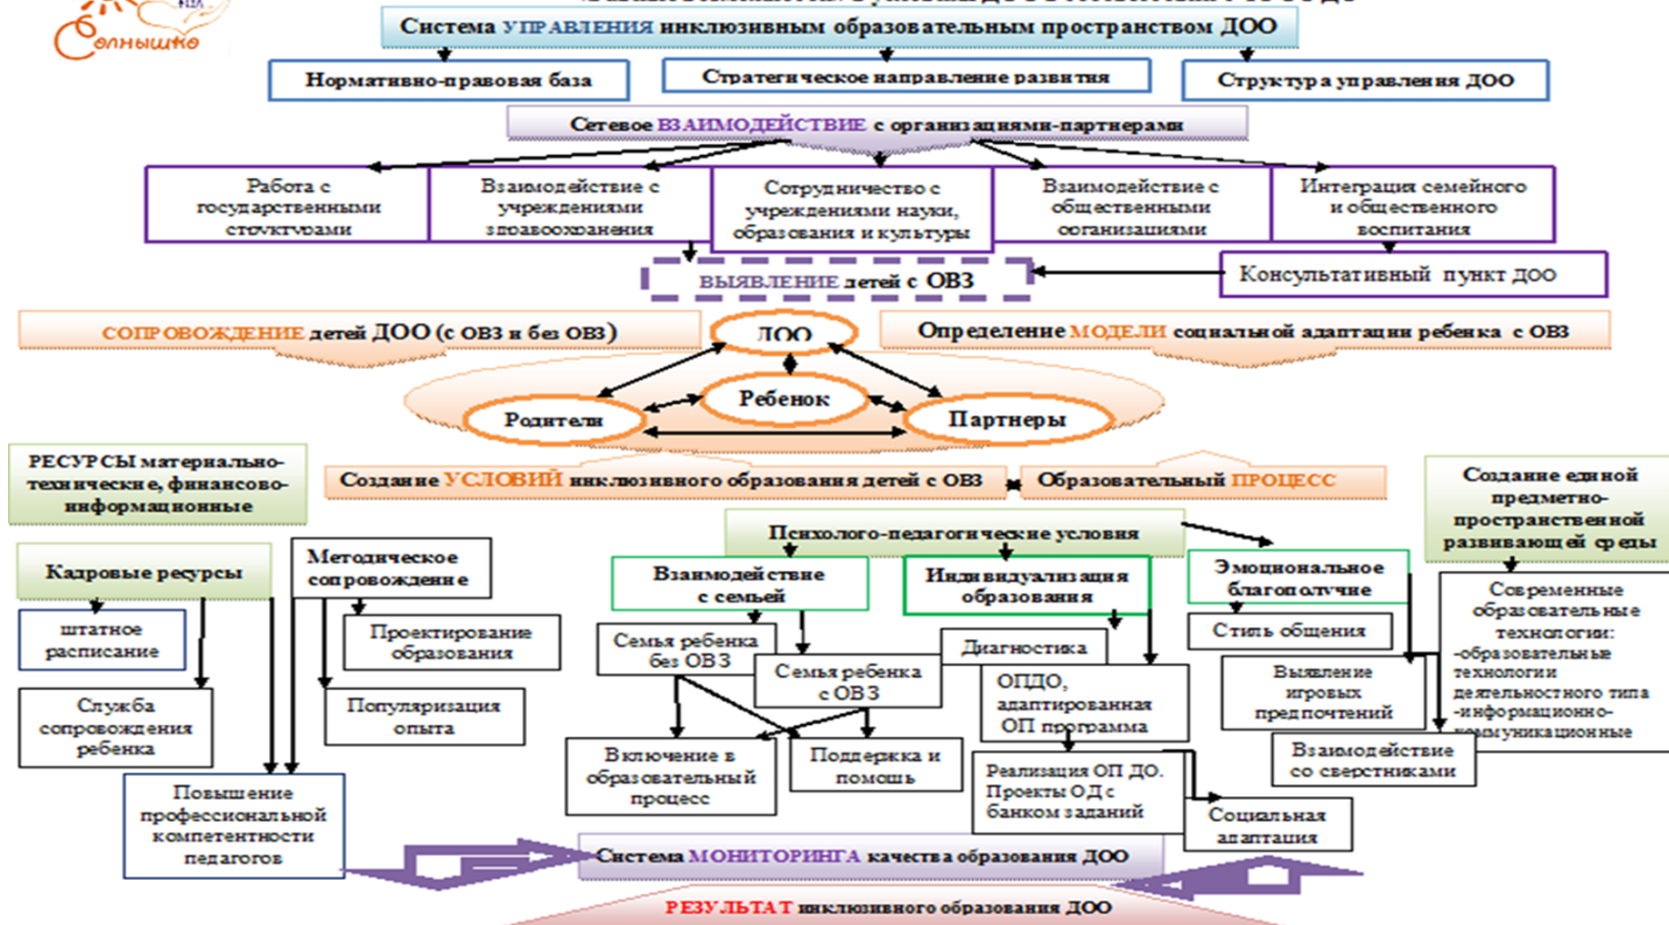 Солнышко
Система УПРАВЛЕНИЯ инклюзивным образовательным пространством ДОО
Нормативно-правовая база
Стратегическое направление развития
Структура управления ДОО
Сетевое ВЗАИМОДЕЙСТВИЕ с организациями-партнерами
Работа с
государственными
структурами
Взаимодействие с
учреждениями
здравоохранения
Сотрудничество с
учреждениями науки,
образования и культуры
Взаимодействие с
общественными
организациями
Интеграция семейного
и общественного
воспитания
ВЫЯВЛЕНИЕ детей с ОВЗ
Консультативный пункт ДОО
СОПРОВОЖДЕНИЕ детей ДОО (с ОВЗ и без ОВЗ)
ДОО
Определение МОДЕЛИ социальной адаптации ребенка с ОВЗ
Родители
Ребенок
Партнеры
РЕСУРСЫ материально-
технические, финансово-
информационные
Создание УСЛОВИЙ инклюзивного образования детей с ОВЗ
Образовательный ПРОЦЕСС
Создание единой
предметно-
пространственной
развивающей среды
Психолого-педагогические условия
Кадровые ресурсы
Методическое
сопровождение
Взаимодействие
с семьей
Индивидуализация
образования
Эмоциональное
благополучие
Современные
образовательные
технологии:
-образовательные
технологии
деятельностного типа
-информационно-
коммуникационные
штатное
расписание
Проектирование
образования
Семья ребенка
без ОВЗ
Семья ребенка
с ОВЗ
Диагностика
Стиль общения
Служба
сопровождения
ребенка
Популяризация
опыта
ОПДО,
адаптированная
ОП программа
Выявление
игровых
предпочтений
Включение в
образовательный
процесс
Поддержка и
помощь
Реализация ОП ДО.
Проекты ОД с
банком заданий
Взаимодействие
со сверстниками
Повышение
профессиональной
компетентности
педагогов
Социальная
адаптация
Система МОНИТОРИНГА качества образования ДОО
РЕЗУЛЬТАТ инклюзивного образования ДОО